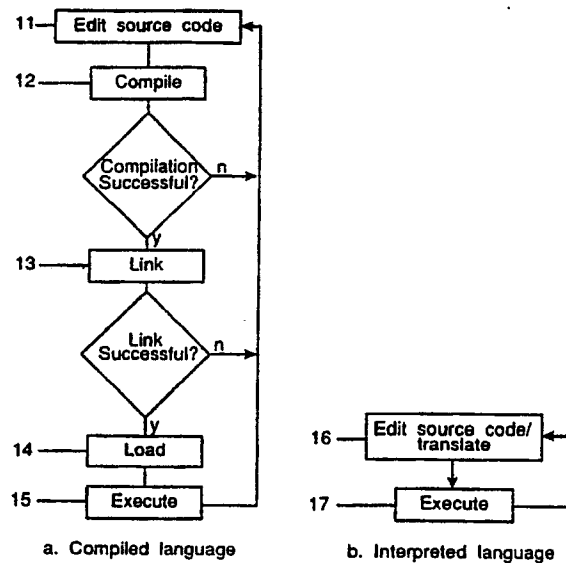 11
Edit source code
12
Compile
Compilation
Successful?
n
y
13
Link
Link
Successful?
n
y
14
Load
15
Execute
a. Compiled language
16
Edit source code/
translate
17
Execute
b. Interpreted language